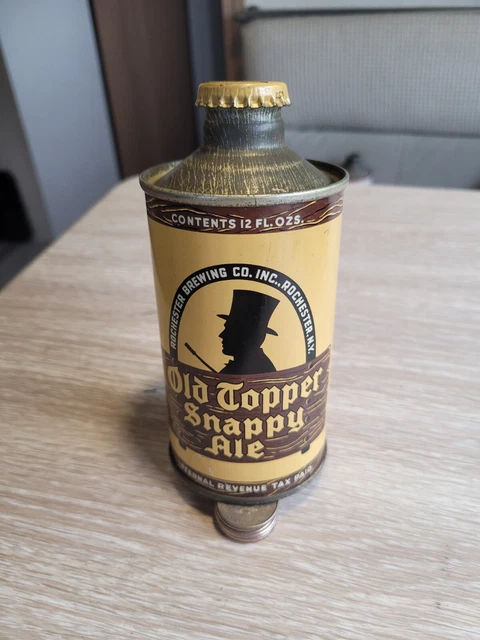 CONTENTS 12 FL. OZS.
ROCHESTER BREWING CO. INC., ROCHESTER, N.Y.
Old Topper
Snappy
Ale
INTERNAL REVENUE TAX PAID